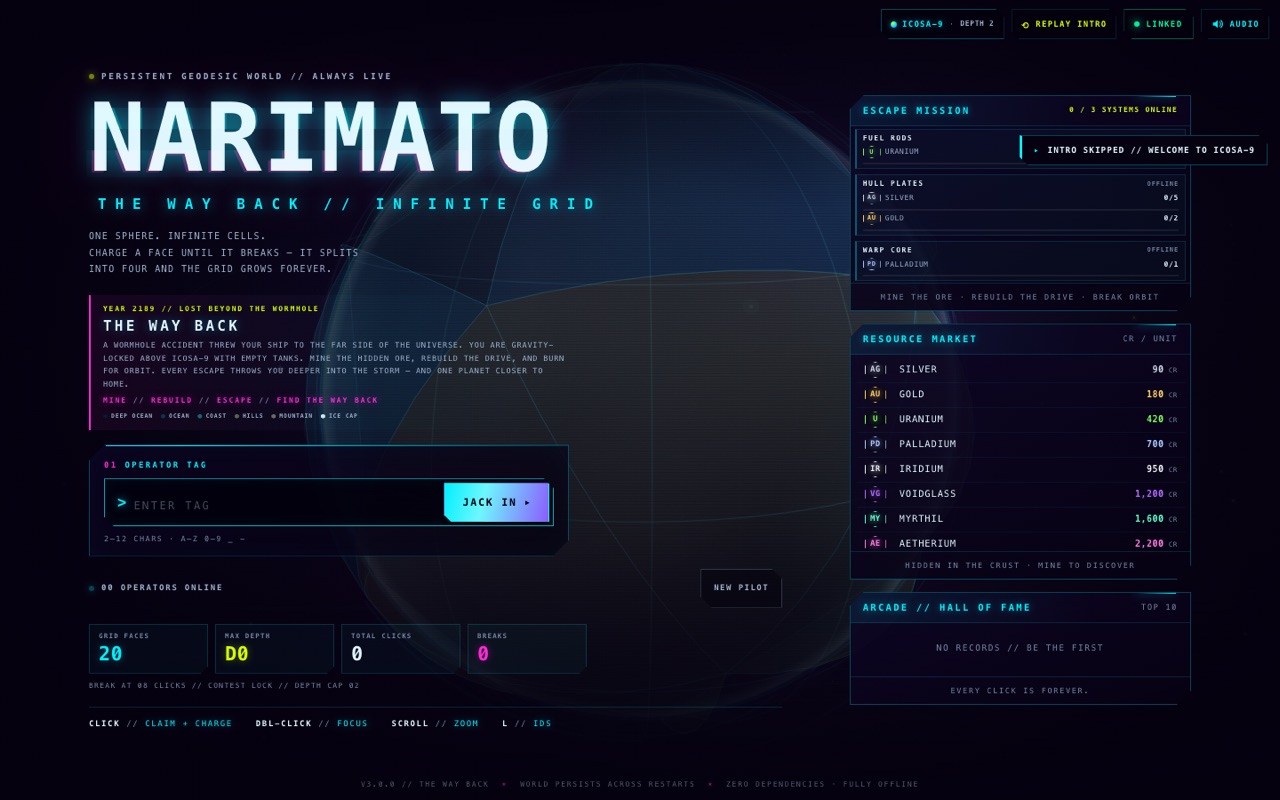 ICOSA-9 · DEPTH 2
⟲ REPLAY INTRO
LINKED
AUDIO
PERSISTENT GEODESIC WORLD // ALWAYS LIVE
NARIMATO
THE WAY BACK // INFINITE GRID
ONE SPHERE. INFINITE CELLS.
CHARGE A FACE UNTIL IT BREAKS — IT SPLITS
INTO FOUR AND THE GRID GROWS FOREVER.
YEAR 2189 // LOST BEYOND THE WORMHOLE
THE WAY BACK
A WORMHOLE ACCIDENT THREW YOUR SHIP TO THE FAR SIDE OF THE UNIVERSE. YOU ARE GRAVITY-
LOCKED ABOVE ICOSA-9 WITH EMPTY TANKS. MINE THE HIDDEN ORE, REBUILD THE DRIVE, AND BURN
FOR ORBIT. EVERY ESCAPE THROWS YOU DEEPER INTO THE STORM — AND ONE PLANET CLOSER TO
HOME.
MINE // REBUILD // ESCAPE // FIND THE WAY BACK
DEEP OCEAN OCEAN COAST HILLS MOUNTAIN ICE CAP
01 OPERATOR TAG
> ENTER TAG
JACK IN ▸
2–12 CHARS · A–Z 0–9 _ –
00 OPERATORS ONLINE
NEW PILOT
GRID FACES
20
MAX DEPTH
D0
TOTAL CLICKS
0
BREAKS
0
BREAK AT 08 CLICKS // CONTEST LOCK // DEPTH CAP 02
CLICK // CLAIM + CHARGE DBL-CLICK // FOCUS SCROLL // ZOOM L // IDS
ESCAPE MISSION 0 / 3 SYSTEMS ONLINE
FUEL RODS
U URANIUM
▸ INTRO SKIPPED // WELCOME TO ICOSA-9
HULL PLATES OFFLINE
AG SILVER 0/5
AU GOLD 0/2
WARP CORE OFFLINE
PD PALLADIUM 0/1
MINE THE ORE · REBUILD THE DRIVE · BREAK ORBIT
RESOURCE MARKET CR / UNIT
AG SILVER 90 CR
AU GOLD 180 CR
U URANIUM 420 CR
PD PALLADIUM 700 CR
IR IRIDIUM 950 CR
VG VOIDGLASS 1,200 CR
MY MYRTHIL 1,600 CR
AE AETHERIUM 2,200 CR
HIDDEN IN THE CRUST · MINE TO DISCOVER
ARCADE // HALL OF FAME TOP 10
NO RECORDS // BE THE FIRST
EVERY CLICK IS FOREVER.
V3.0.0 // THE WAY BACK ✦ WORLD PERSISTS ACROSS RESTARTS ✦ ZERO DEPENDENCIES · FULLY OFFLINE